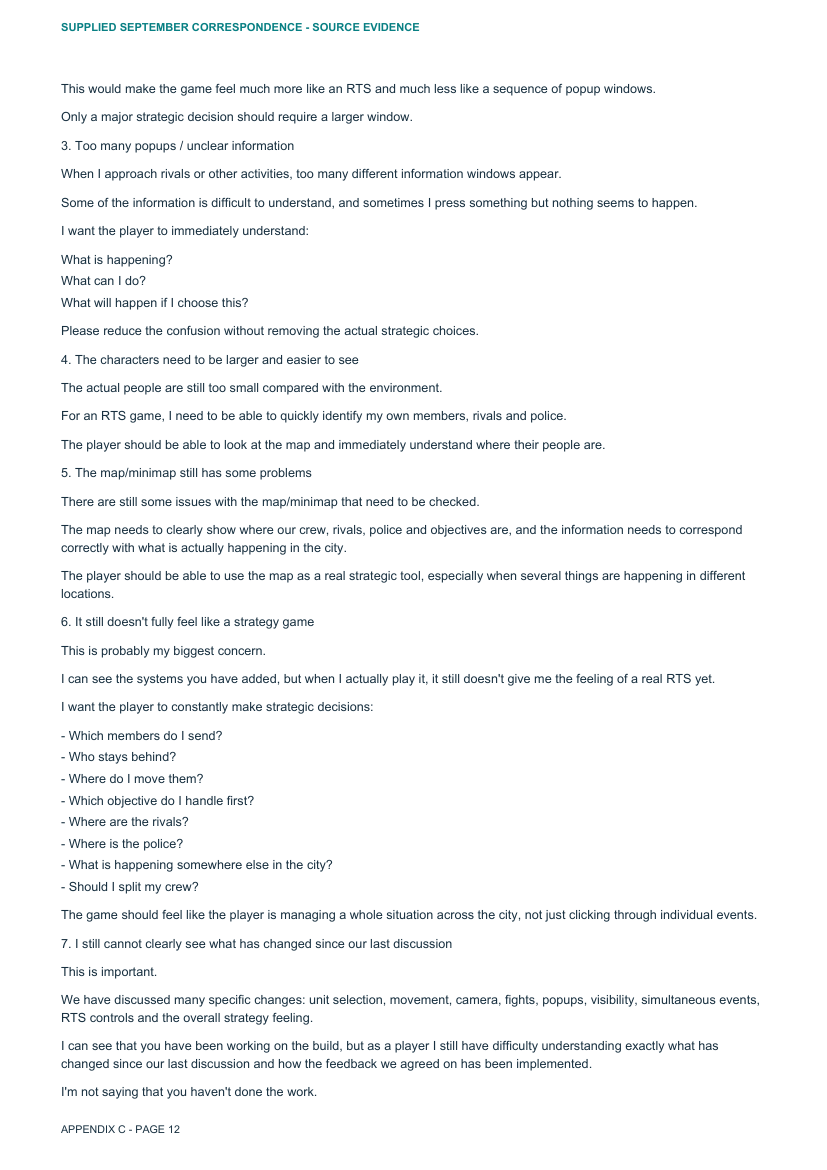 SUPPLIED SEPTEMBER CORRESPONDENCE - SOURCE EVIDENCE
This would make the game feel much more like an RTS and much less like a sequence of popup windows.
Only a major strategic decision should require a larger window.
3. Too many popups / unclear information
When I approach rivals or other activities, too many different information windows appear.
Some of the information is difficult to understand, and sometimes I press something but nothing seems to happen.
I want the player to immediately understand:
What is happening?
What can I do?
What will happen if I choose this?
Please reduce the confusion without removing the actual strategic choices.
4. The characters need to be larger and easier to see
The actual people are still too small compared with the environment.
For an RTS game, I need to be able to quickly identify my own members, rivals and police.
The player should be able to look at the map and immediately understand where their people are.
5. The map/minimap still has some problems
There are still some issues with the map/minimap that need to be checked.
The map needs to clearly show where our crew, rivals, police and objectives are, and the information needs to correspond
correctly with what is actually happening in the city.
The player should be able to use the map as a real strategic tool, especially when several things are happening in different
locations.
6. It still doesn't fully feel like a strategy game
This is probably my biggest concern.
I can see the systems you have added, but when I actually play it, it still doesn't give me the feeling of a real RTS yet.
I want the player to constantly make strategic decisions:
- Which members do I send?
- Who stays behind?
- Where do I move them?
- Which objective do I handle first?
- Where are the rivals?
- Where is the police?
- What is happening somewhere else in the city?
- Should I split my crew?
The game should feel like the player is managing a whole situation across the city, not just clicking through individual events.
7. I still cannot clearly see what has changed since our last discussion
This is important.
We have discussed many specific changes: unit selection, movement, camera, fights, popups, visibility, simultaneous events,
RTS controls and the overall strategy feeling.
I can see that you have been working on the build, but as a player I still have difficulty understanding exactly what has
changed since our last discussion and how the feedback we agreed on has been implemented.
I'm not saying that you haven't done the work.
APPENDIX C - PAGE 12